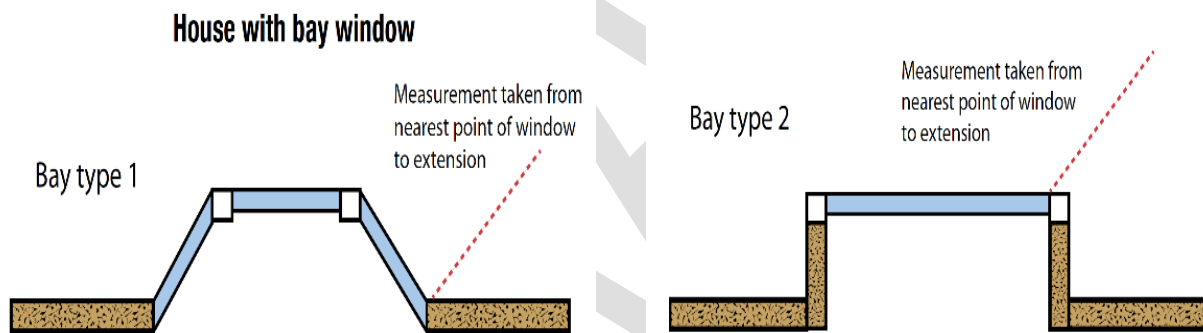 House with bay window
Measurement taken from
nearest point of window
to extension
Bay type 1
Measurement taken from
nearest point of window
to extension
Bay type 2